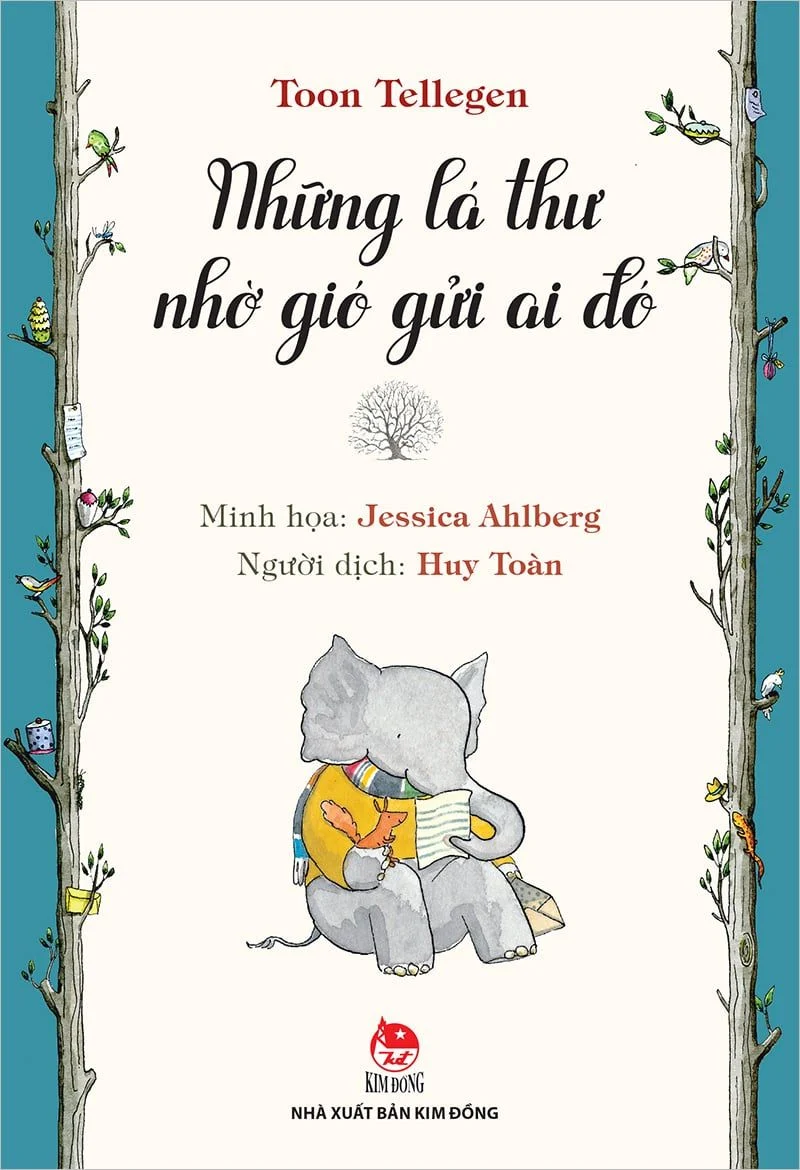 Toon Tellegen
Những lá thư
nhờ gió gửi ai đó
Minh họa: Jessica Ahlberg
Người dịch: Huy Toàn
KIM ĐỒNG
NHÀ XUẤT BẢN KIM ĐỒNG